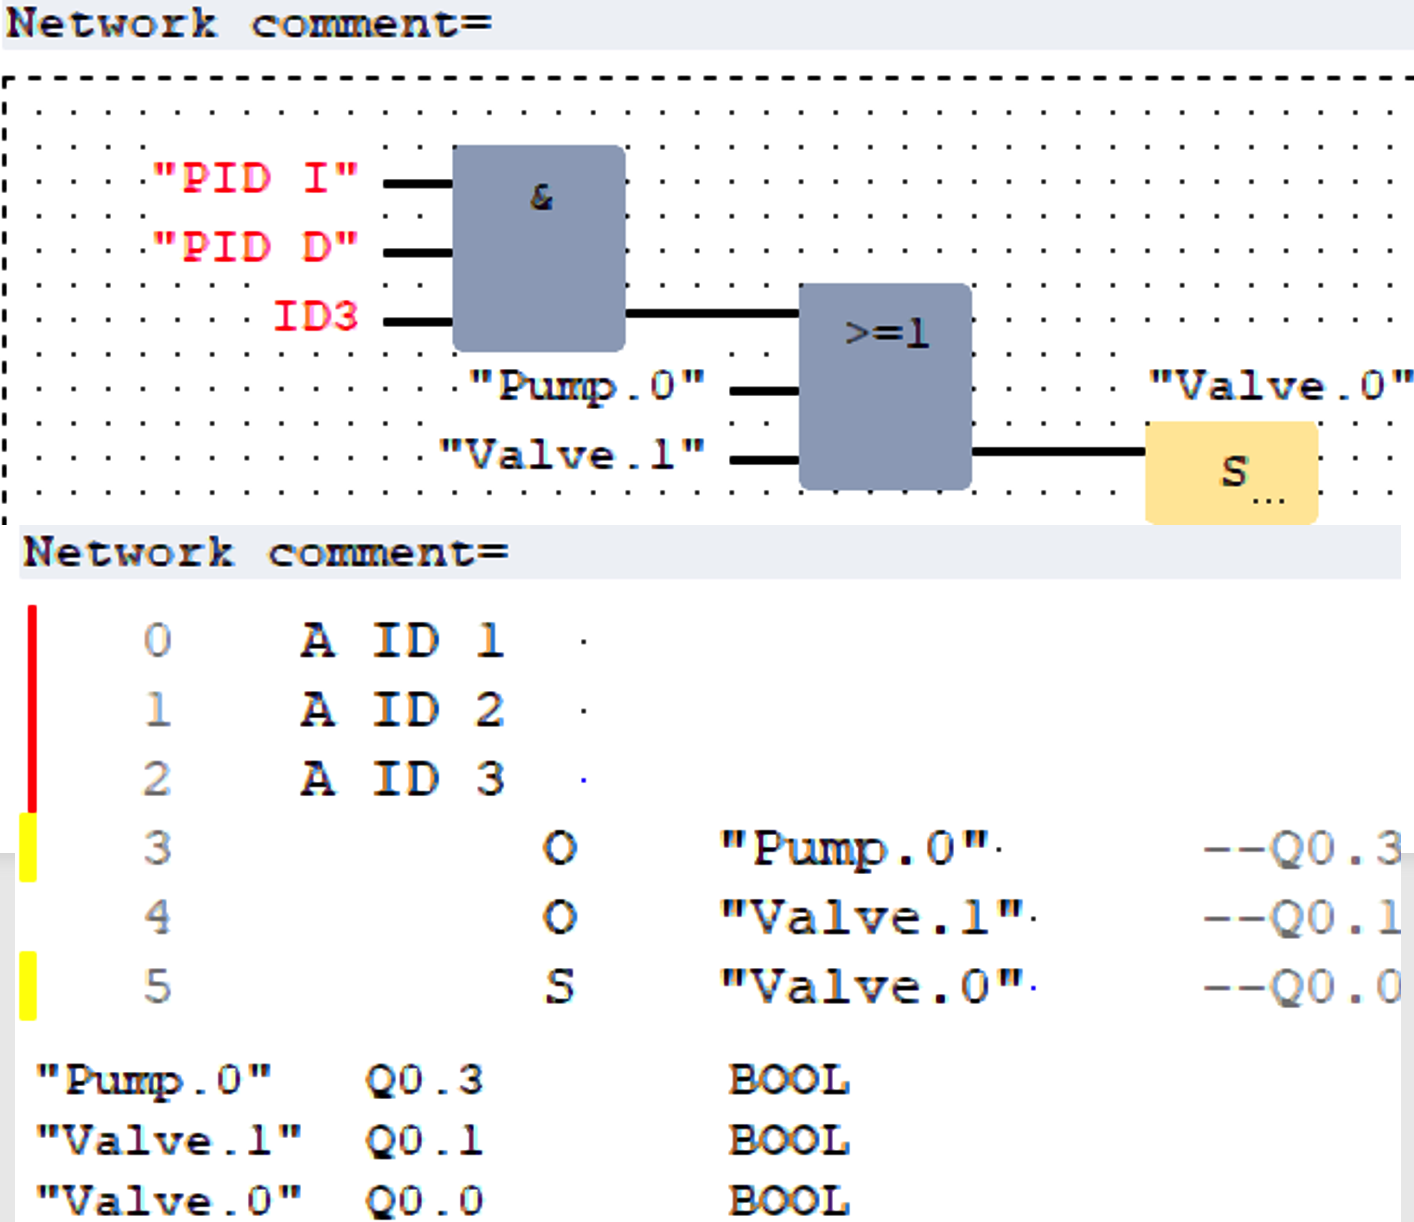 Network comment=
"PID I"
&
"PID D"
ID3
>=1
"Pump.0"
"Valve.0"
"Valve.1"
S
...
Network comment=
0 A ID 1 .
1 A ID 2 .
2 A ID 3 .
3 O "Pump.0". --Q0.3
4 O "Valve.1". --Q0.1
5 S "Valve.0". --Q0.0
"Pump.0" Q0.3 BOOL
"Valve.1" Q0.1 BOOL
"Valve.0" Q0.0 BOOL